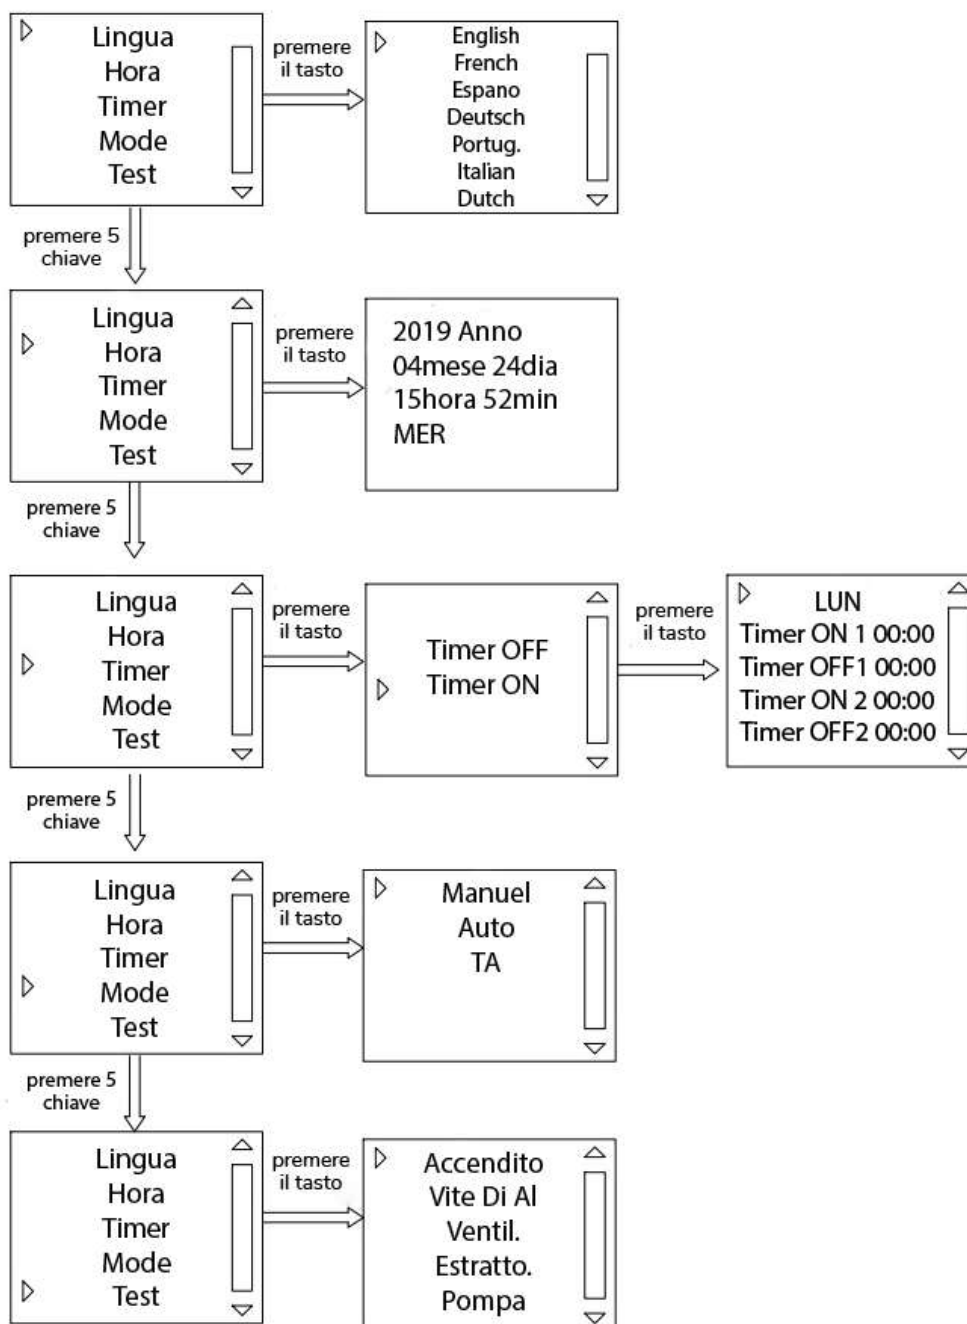 Lingua
Hora
Timer
Mode
Test
premere
il tasto
English
French
Espano
Deutsch
Portug.
Italian
Dutch
premere 5
chiave
Lingua
Hora
Timer
Mode
Test
premere
il tasto
2019 Anno
04mese 24dia
15hora 52min
MER
premere 5
chiave
Lingua
Hora
Timer
Mode
Test
premere
il tasto
Timer OFF
Timer ON
premere
il tasto
LUN
Timer ON 1 00:00
Timer OFF1 00:00
Timer ON 2 00:00
Timer OFF2 00:00
premere 5
chiave
Lingua
Hora
Timer
Mode
Test
premere
il tasto
Manuel
Auto
TA
premere 5
chiave
Lingua
Hora
Timer
Mode
Test
premere
il tasto
Accendito
Vite Di Al
Ventil.
Estratto.
Pompa